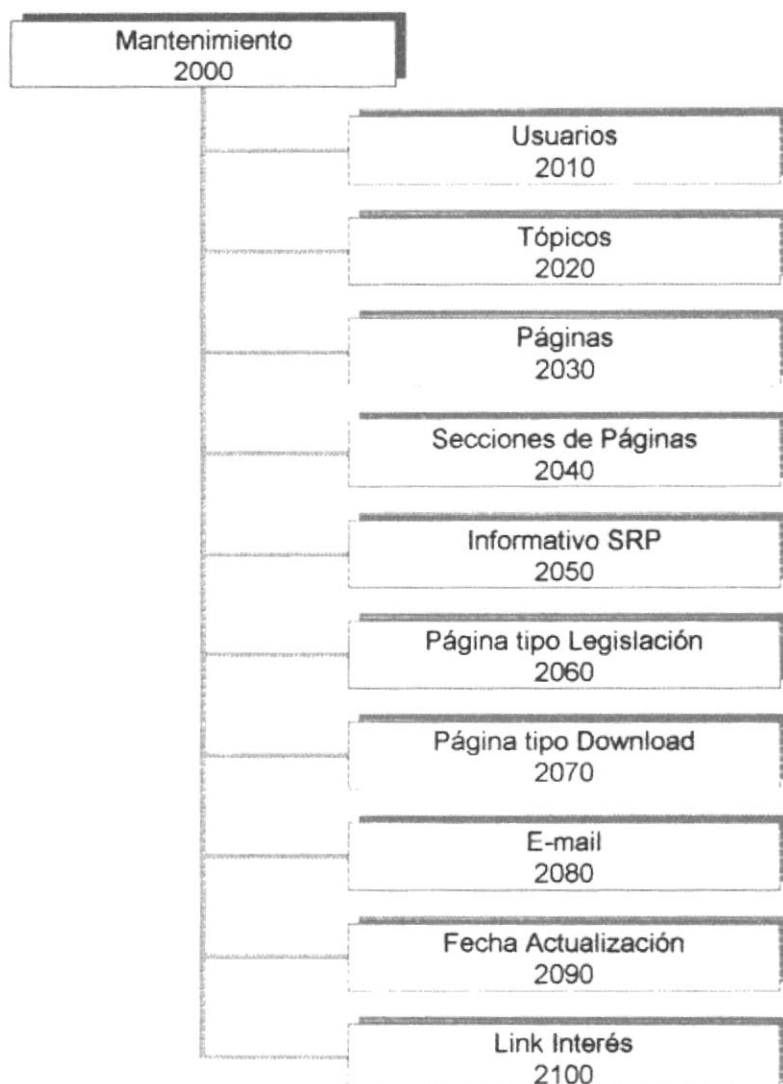 Mantenimiento
2000
Usuarios
2010
Tópicos
2020
Páginas
2030
Secciones de Páginas
2040
Informativo SRP
2050
Página tipo Legislación
2060
Página tipo Download
2070
E-mail
2080
Fecha Actualización
2090
Link Interés
2100